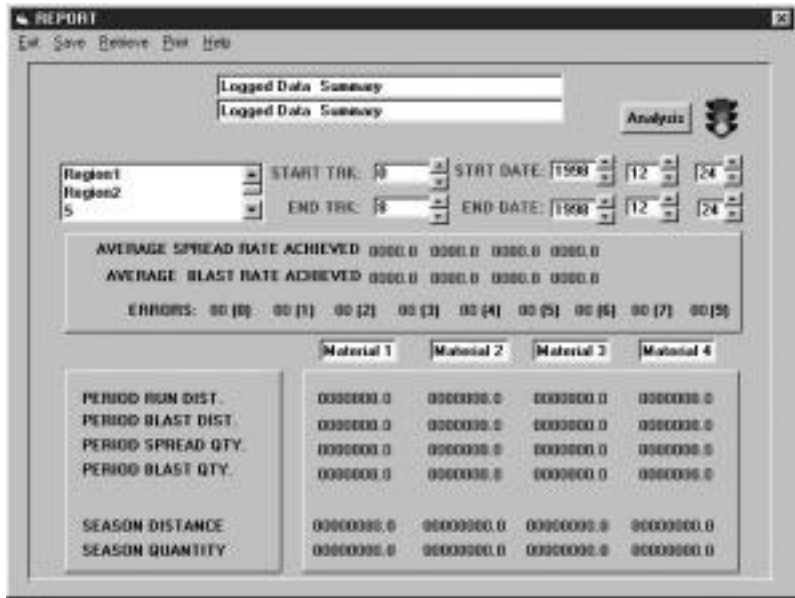 REPORT
Exit Save Retrieve Print Help
Logged Data Summary
Logged Data Summary
Analysis
Region1
Region2
5
START TRK: 0 STRT DATE: 1998 12 24
END TRK: 8 END DATE: 1998 12 24
AVERAGE SPREAD RATE ACHIEVED 0000.0 0000.0 0000.0 0000.0
AVERAGE BLAST RATE ACHIEVED 0000.0 0000.0 0000.0 0000.0
ERRORS: 00 (0) 00 (1) 00 (2) 00 (3) 00 (4) 00 (5) 00 (6) 00 (7) 00 (9)
Material 1 Material 2 Material 3 Material 4
PERIOD RUN DIST. 0000000.0 0000000.0 0000000.0 0000000.0
PERIOD BLAST DIST. 0000000.0 0000000.0 0000000.0 0000000.0
PERIOD SPREAD QTY. 0000000.0 0000000.0 0000000.0 0000000.0
PERIOD BLAST QTY. 0000000.0 0000000.0 0000000.0 0000000.0
SEASON DISTANCE 00000000.0 00000000.0 00000000.0 00000000.0
SEASON QUANTITY 00000000.0 00000000.0 00000000.0 00000000.0